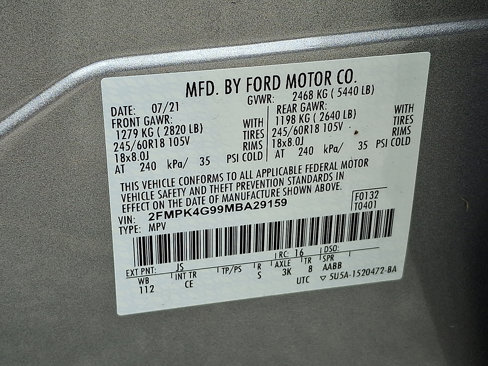 MFD. BY FORD MOTOR CO.
DATE: 07/21 GVWR: 2468 KG ( 5440 LB)
FRONT GAWR: REAR GAWR:
1279 KG ( 2820 LB) WITH 1198 KG ( 2640 LB) WITH
245/60R18 105V TIRES 245/60R18 105V TIRES
18x8.0J RIMS 18x8.0J RIMS
AT 240 kPa/ 35 PSI COLD AT 240 kPa/ 35 PSI COLD
THIS VEHICLE CONFORMS TO ALL APPLICABLE FEDERAL MOTOR
VEHICLE SAFETY AND THEFT PREVENTION STANDARDS IN
EFFECT ON THE DATE OF MANUFACTURE SHOWN ABOVE.
VIN: 2FMPK4G99MBA29159 F0132
TYPE: MPV T0401
EXT PNT: JS RC: 16 DSO:
WB INT TR TP/PS R AXLE TR SPR
112 CE S 3K 8 AABB
UTC ▽ 5U5A-1520472-BA